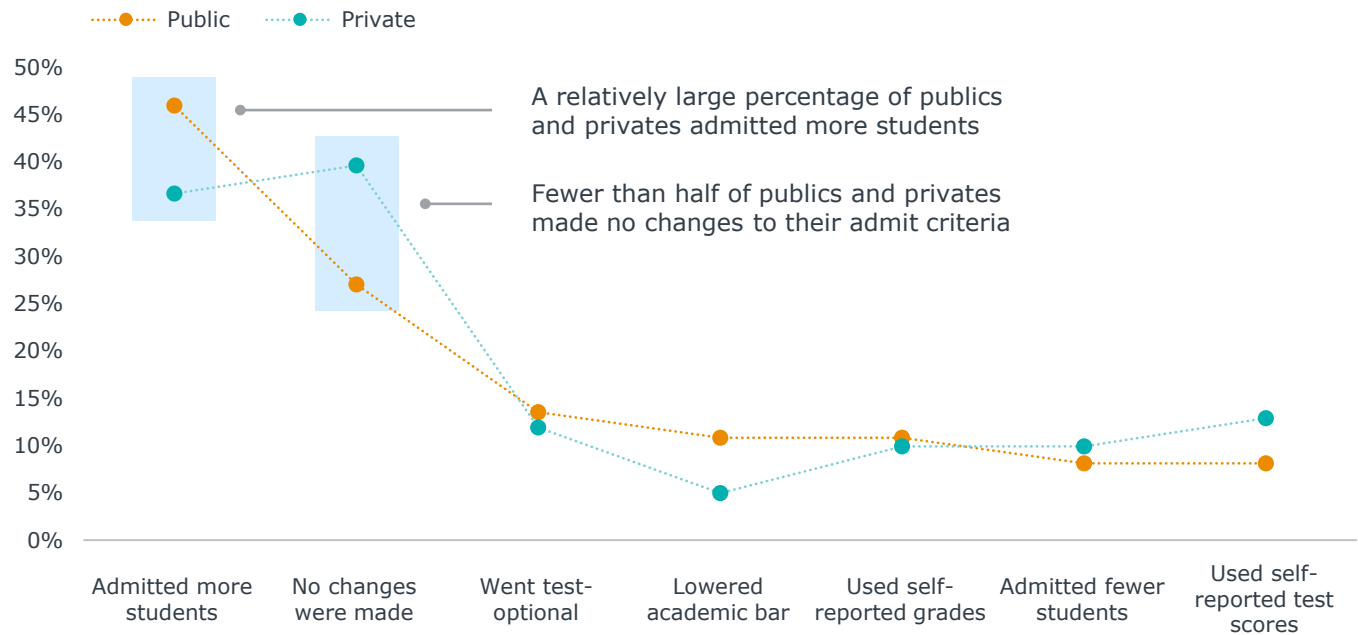 Public Private
50%
45%
40%
35%
30%
25%
20%
15%
10%
5%
0%
A relatively large percentage of publics
and privates admitted more students
Fewer than half of publics and privates
made no changes to their admit criteria
Admitted more
students
No changes
were made
Went test-
optional
Lowered
academic bar
Used self-
reported grades
Admitted fewer
students
Used self-
reported test
scores